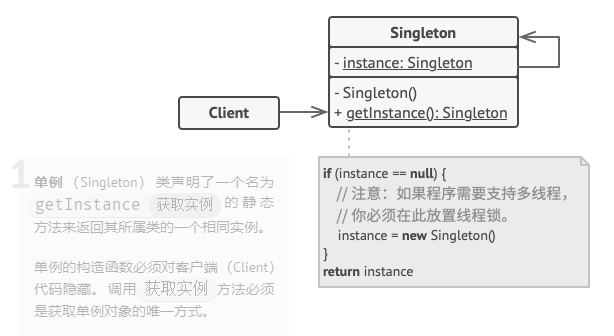 Singleton
- instance: Singleton
- Singleton()
+ getInstance(): Singleton
Client
if (instance == null) {
// 注意：如果程序需要支持多线程，
// 你必须在此放置线程锁。
instance = new Singleton()
}
return instance
1
单例 （Singleton） 类声明了一个名为
getInstance 获取实例 的静态
方法来返回其所属类的一个相同实例。
单例的构造函数必须对客户端 （Client）
代码隐藏。 调用 获取实例 方法必须
是获取单例对象的唯一方式。